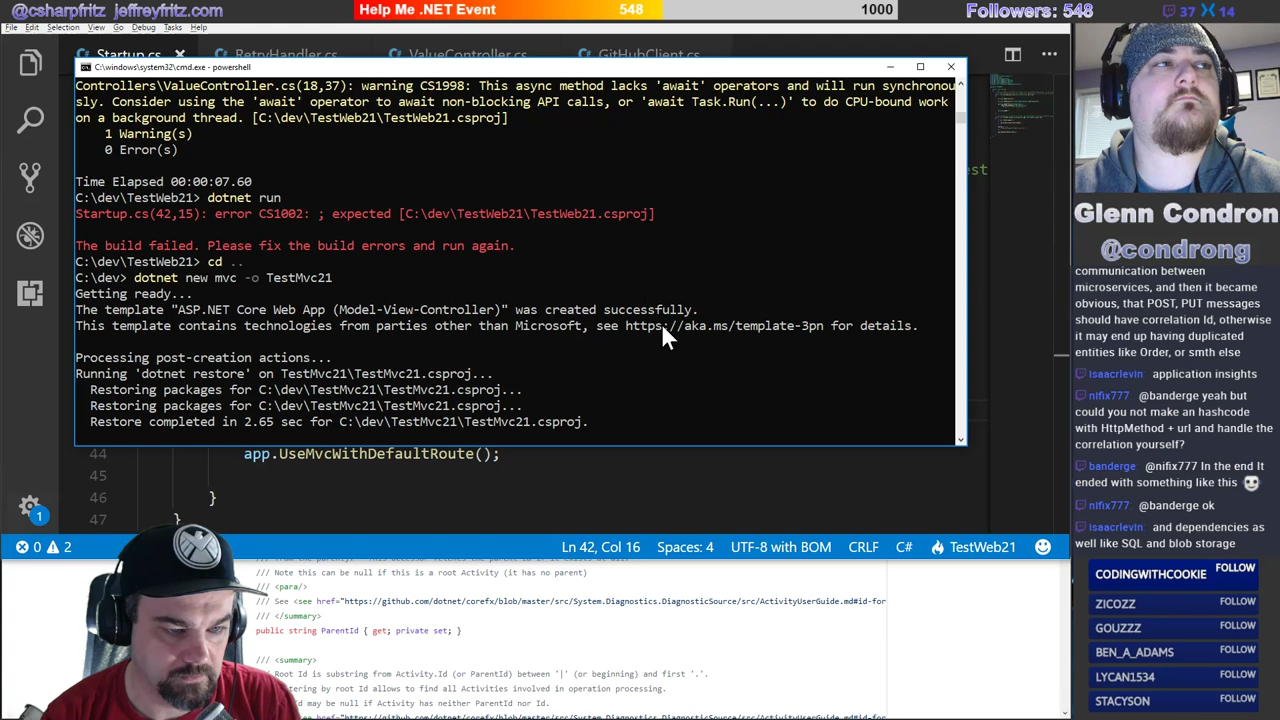 @csharpfritz jeffreyfritz.com
Help Me .NET Event 548 1000
Followers: 548 37 14
File Edit Selection View Go Debug Tasks Help
Startup.cs RetryHandler.cs ValueController.cs GitHubClient.cs
C:\windows\system32\cmd.exe - powershell
Controllers\ValueController.cs(18,37): warning CS1998: This async method lacks 'await' operators and will run synchronou
sly. Consider using the 'await' operator to await non-blocking API calls, or 'await Task.Run(...)' to do CPU-bound work
on a background thread. [C:\dev\TestWeb21\TestWeb21.csproj]
1 Warning(s)
0 Error(s)
est
Time Elapsed 00:00:07.60
C:\dev\TestWeb21> dotnet run
Startup.cs(42,15): error CS1002: ; expected [C:\dev\TestWeb21\TestWeb21.csproj]
The build failed. Please fix the build errors and run again.
C:\dev\TestWeb21> cd ..
C:\dev> dotnet new mvc -o TestMvc21
Getting ready...
The template "ASP.NET Core Web App (Model-View-Controller)" was created successfully.
This template contains technologies from parties other than Microsoft, see https://aka.ms/template-3pn for details.
Processing post-creation actions...
Running 'dotnet restore' on TestMvc21\TestMvc21.csproj...
Restoring packages for C:\dev\TestMvc21\TestMvc21.csproj...
Restoring packages for C:\dev\TestMvc21\TestMvc21.csproj...
Restore completed in 2.65 sec for C:\dev\TestMvc21\TestMvc21.csproj.
44 app.UseMvcWithDefaultRoute();
45
46 }
47 }
1
0 2 Ln 42, Col 16 Spaces: 4 UTF-8 with BOM CRLF C# TestWeb21
/// Note this can be null if this is a root Activity (it has no parent)
/// <para/>
/// See <see href="https://github.com/dotnet/corefx/blob/master/src/System.Diagnostics.DiagnosticSource/src/ActivityUserGuide.md#id-for
/// </summary>
public string ParentId { get; private set; }
/// <summary>
Root Id is substring from Activity.Id (or ParentId) between '|' (or beginning) and first '.'.
tering by root Id allows to find all Activities involved in operation processing.
d may be null if Activity has neither ParentId nor Id.
Glenn Condron
@condrong
communication between
microservices, and then it became
obvious, that POST, PUT messages
should have correlation Id, otherwise
it may end up having duplicated
entities like Order, or smth else
isaacrlevin application insights
nifix777 @banderge yeah but
could you not make an hashcode
with HttpMethod + url and handle the
correlation yourself?
banderge @nifix777 In the end It
ended with something like this
nifix777 @banderge ok
isaacrlevin and dependencies as
well like SQL and blob storage
CODINGWITHCOOKIE FOLLOW
ZICOZZ FOLLOW
GOUZZZ FOLLOW
BEN_A_ADAMS FOLLOW
LYCAN1534 FOLLOW
STACYSON FOLLOW